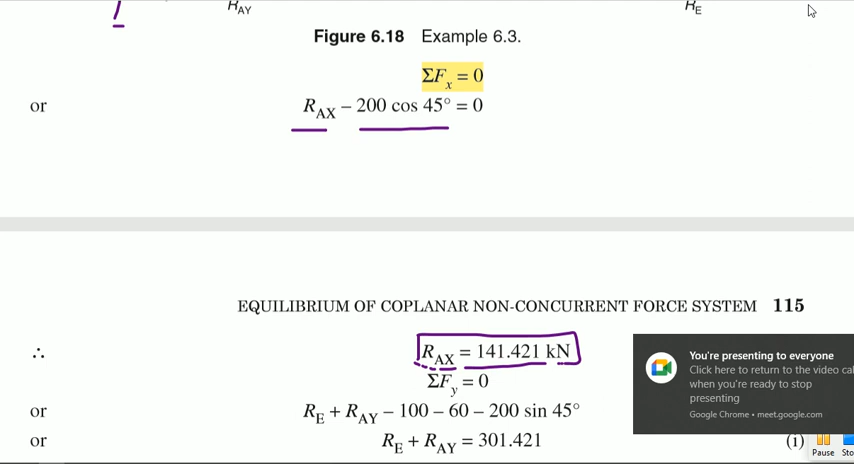 R_AY R_E
Figure 6.18 Example 6.3.
ΣF_x = 0
or R_AX – 200 cos 45° = 0
EQUILIBRIUM OF COPLANAR NON-CONCURRENT FORCE SYSTEM 115
∴ R_AX = 141.421 kN
ΣF_y = 0
or R_E + R_AY – 100 – 60 – 200 sin 45°
or R_E + R_AY = 301.421 (i)
You're presenting to everyone
Click here to return to the video cal
when you're ready to stop
presenting
Google Chrome • meet.google.com
Pause Sto